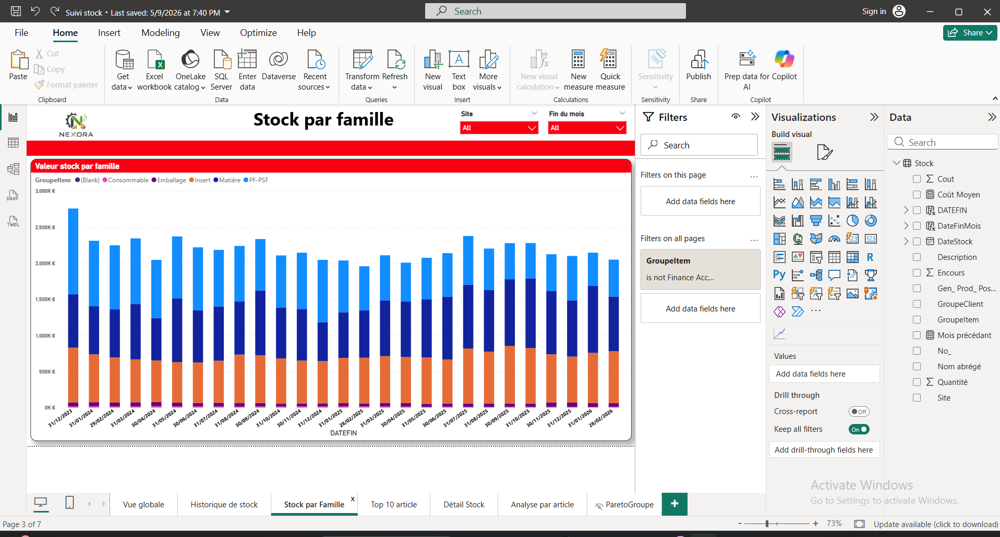 Suivi stock • Last saved: 5/9/2026 at 7:40 PM
Search
Sign in
File
Home
Insert
Modeling
View
Optimize
Help
Share
Paste
Cut
Copy
Format painter
Clipboard
Get data
Excel workbook
OneLake catalog
SQL Server
Enter data
Dataverse
Recent sources
Data
Transform data
Refresh
Queries
New visual
Text box
More visuals
Insert
New visual calculation
New measure
Quick measure
Calculations
Sensitivity
Sensitivity
Publish
Share
Prep data for AI
Copilot
Copilot
DAX
TMDL
NEXORA
Stock par famille
Site
All
Fin du mois
All
Valeur stock par famille
GroupeItem (Blank) Consommable Emballage Insert Matière PF-PSF
3,000K €
2,500K €
2,000K €
1,500K €
1,000K €
500K €
0K €
31/12/2023
31/01/2024
29/02/2024
31/03/2024
30/04/2024
31/05/2024
30/06/2024
31/07/2024
31/08/2024
30/09/2024
31/10/2024
30/11/2024
31/12/2024
31/01/2025
28/02/2025
31/03/2025
30/04/2025
31/05/2025
30/06/2025
31/07/2025
31/08/2025
30/09/2025
31/10/2025
30/11/2025
31/12/2025
31/01/2026
28/02/2026
DATEFIN
Filters
Search
Filters on this page
...
Add data fields here
Filters on all pages
...
GroupeItem
is not Finance Acc...
Add data fields here
Visualizations
Build visual
123
123
R
Py
...
Values
Add data fields here
Drill through
Cross-report
Off
Keep all filters
On
Add drill-through fields here
Data
Search
Stock
Cout
Coût Moyen
DATEFIN
DateFinMois
DateStock
Description
Encours
Gen_ Prod_ Pos...
GroupeClient
GroupeItem
Mois précédant
No_
Nom abrégé
Quantité
Site
Activate Windows
Go to Settings to activate Windows.
Vue globale
Historique de stock
Stock par Famille
x
Top 10 article
Détail Stock
Analyse par article
ParetoGroupe
+
Page 3 of 7
-
+
73%
Update available (click to download)